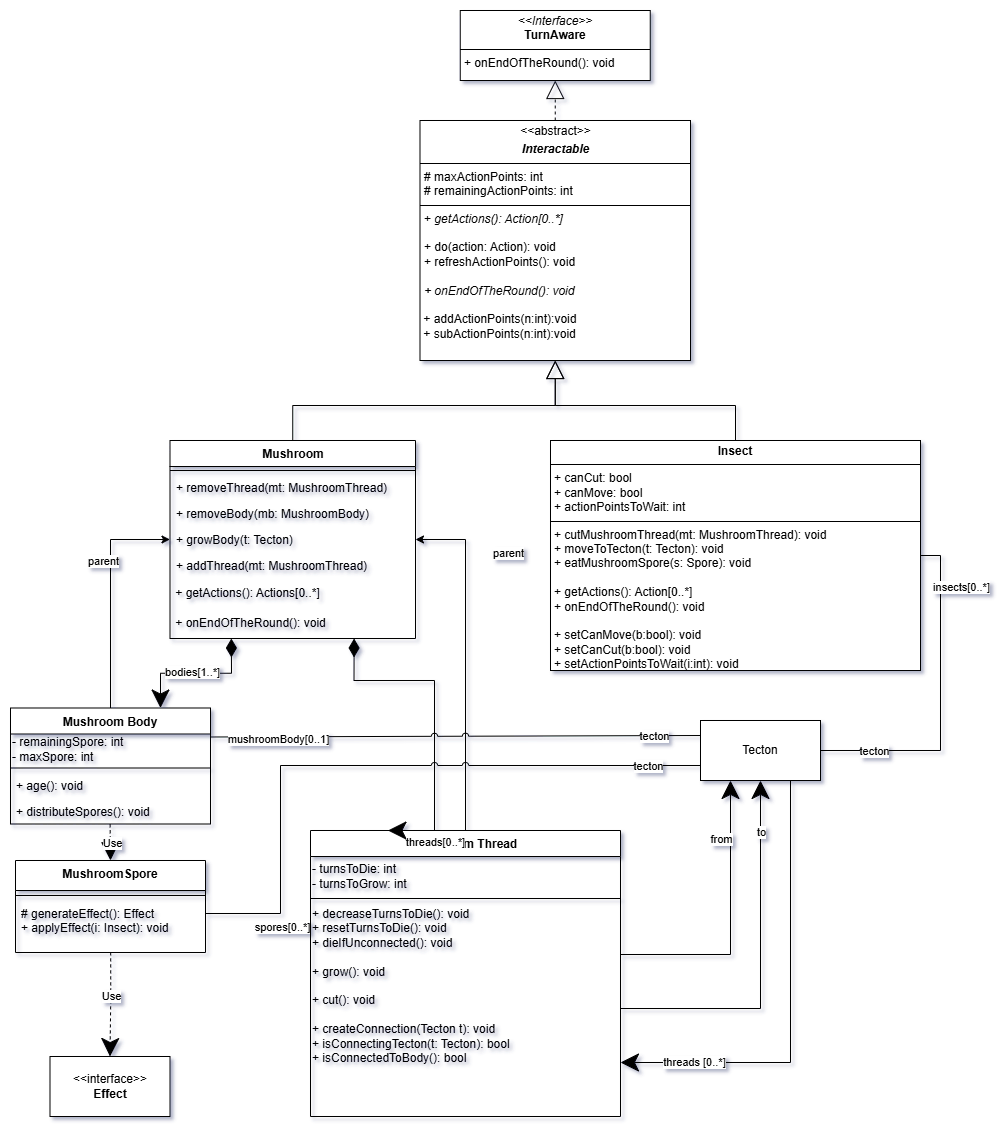 <<Interface>>
TurnAware
+ onEndOfTheRound(): void
<<abstract>>
Interactable
# maxActionPoints: int
# remainingActionPoints: int
+ getActions(): Action[0..*]
+ do(action: Action): void
+ refreshActionPoints(): void
+ onEndOfTheRound(): void
+ addActionPoints(n:int):void
+ subActionPoints(n:int):void
Mushroom
+ removeThread(mt: MushroomThread)
+ removeBody(mb: MushroomBody)
+ growBody(t: Tecton)
+ addThread(mt: MushroomThread)
+ getActions(): Actions[0..*]
+ onEndOfTheRound(): void
Insect
+ canCut: bool
+ canMove: bool
+ actionPointsToWait: int
+ cutMushroomThread(mt: MushroomThread): void
+ moveToTecton(t: Tecton): void
+ eatMushroomSpore(s: Spore): void
+ getActions(): Action[0..*]
+ onEndOfTheRound(): void
+ setCanMove(b:bool): void
+ setCanCut(b:bool): void
+ setActionPointsToWait(i:int): void
parent
parent
insects[0..*]
bodies[1..*]
Mushroom Body
- remainingSpore: int
- maxSpore: int
+ age(): void
+ distributeSpores(): void
mushroomBody[0..1]
tecton
Tecton
tecton
tecton
Use
MushroomSpore
# generateEffect(): Effect
+ applyEffect(i: Insect): void
spores[0..*]
threads[0..*]
m Thread
- turnsToDie: int
- turnsToGrow: int
+ decreaseTurnsToDie(): void
+ resetTurnsToDie(): void
+ dieIfUnconnected(): void
+ grow(): void
+ cut(): void
+ createConnection(Tecton t): void
+ isConnectingTecton(t: Tecton): bool
+ isConnectedToBody(): bool
from
to
threads [0..*]
Use
<<interface>>
Effect